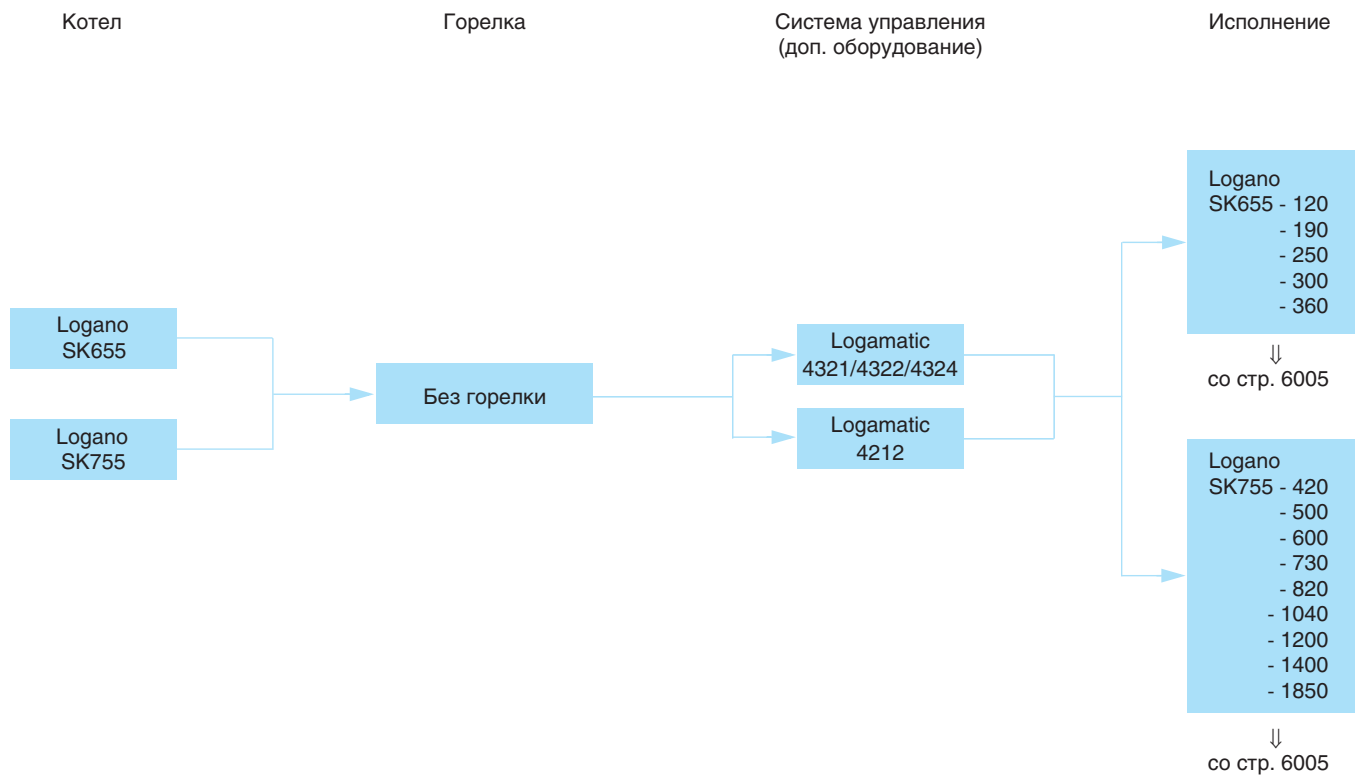 Котел
Горелка
Система управления
(доп. оборудование)
Исполнение
Logano
SK655
Logano
SK755
Без горелки
Logamatic
4321/4322/4324
Logamatic
4212
Logano
SK655 - 120
- 190
- 250
- 300
- 360
⇓
со стр. 6005
Logano
SK755 - 420
- 500
- 600
- 730
- 820
- 1040
- 1200
- 1400
- 1850
⇓
со стр. 6005